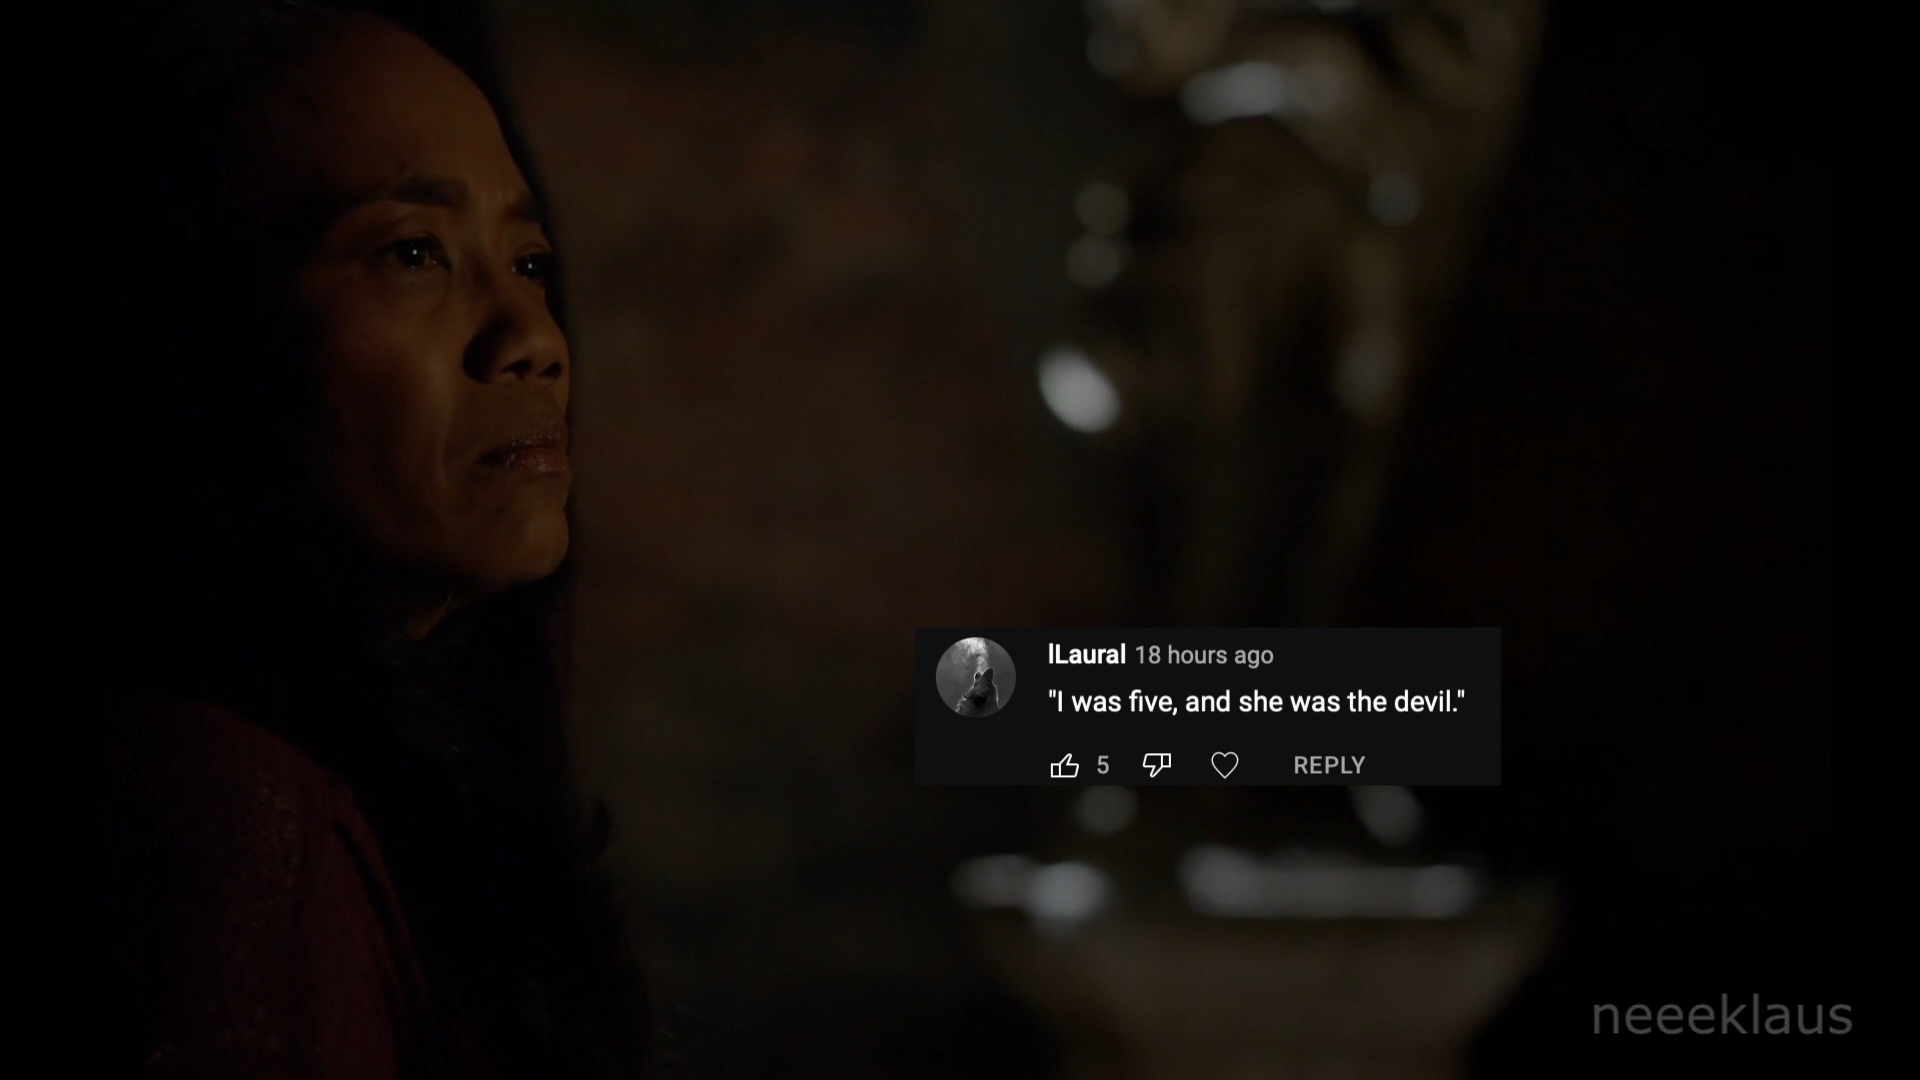 lLaural 18 hours ago
"I was five, and she was the devil."
5 REPLY
neeeklaus